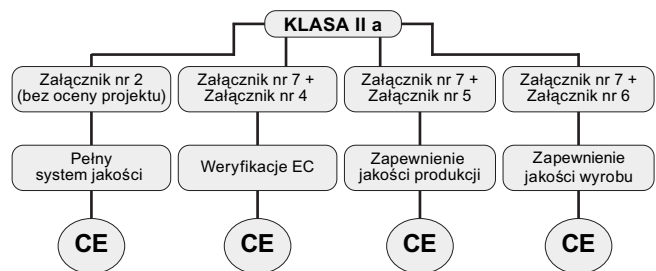 KLASA II a
Załącznik nr 2
(bez oceny projektu)
Załącznik nr 7 +
Załącznik nr 4
Załącznik nr 7 +
Załącznik nr 5
Załącznik nr 7 +
Załącznik nr 6
Pełny
system jakości
Weryfikacje EC
Zapewnienie
jakości produkcji
Zapewnienie
jakości wyrobu
CE
CE
CE
CE